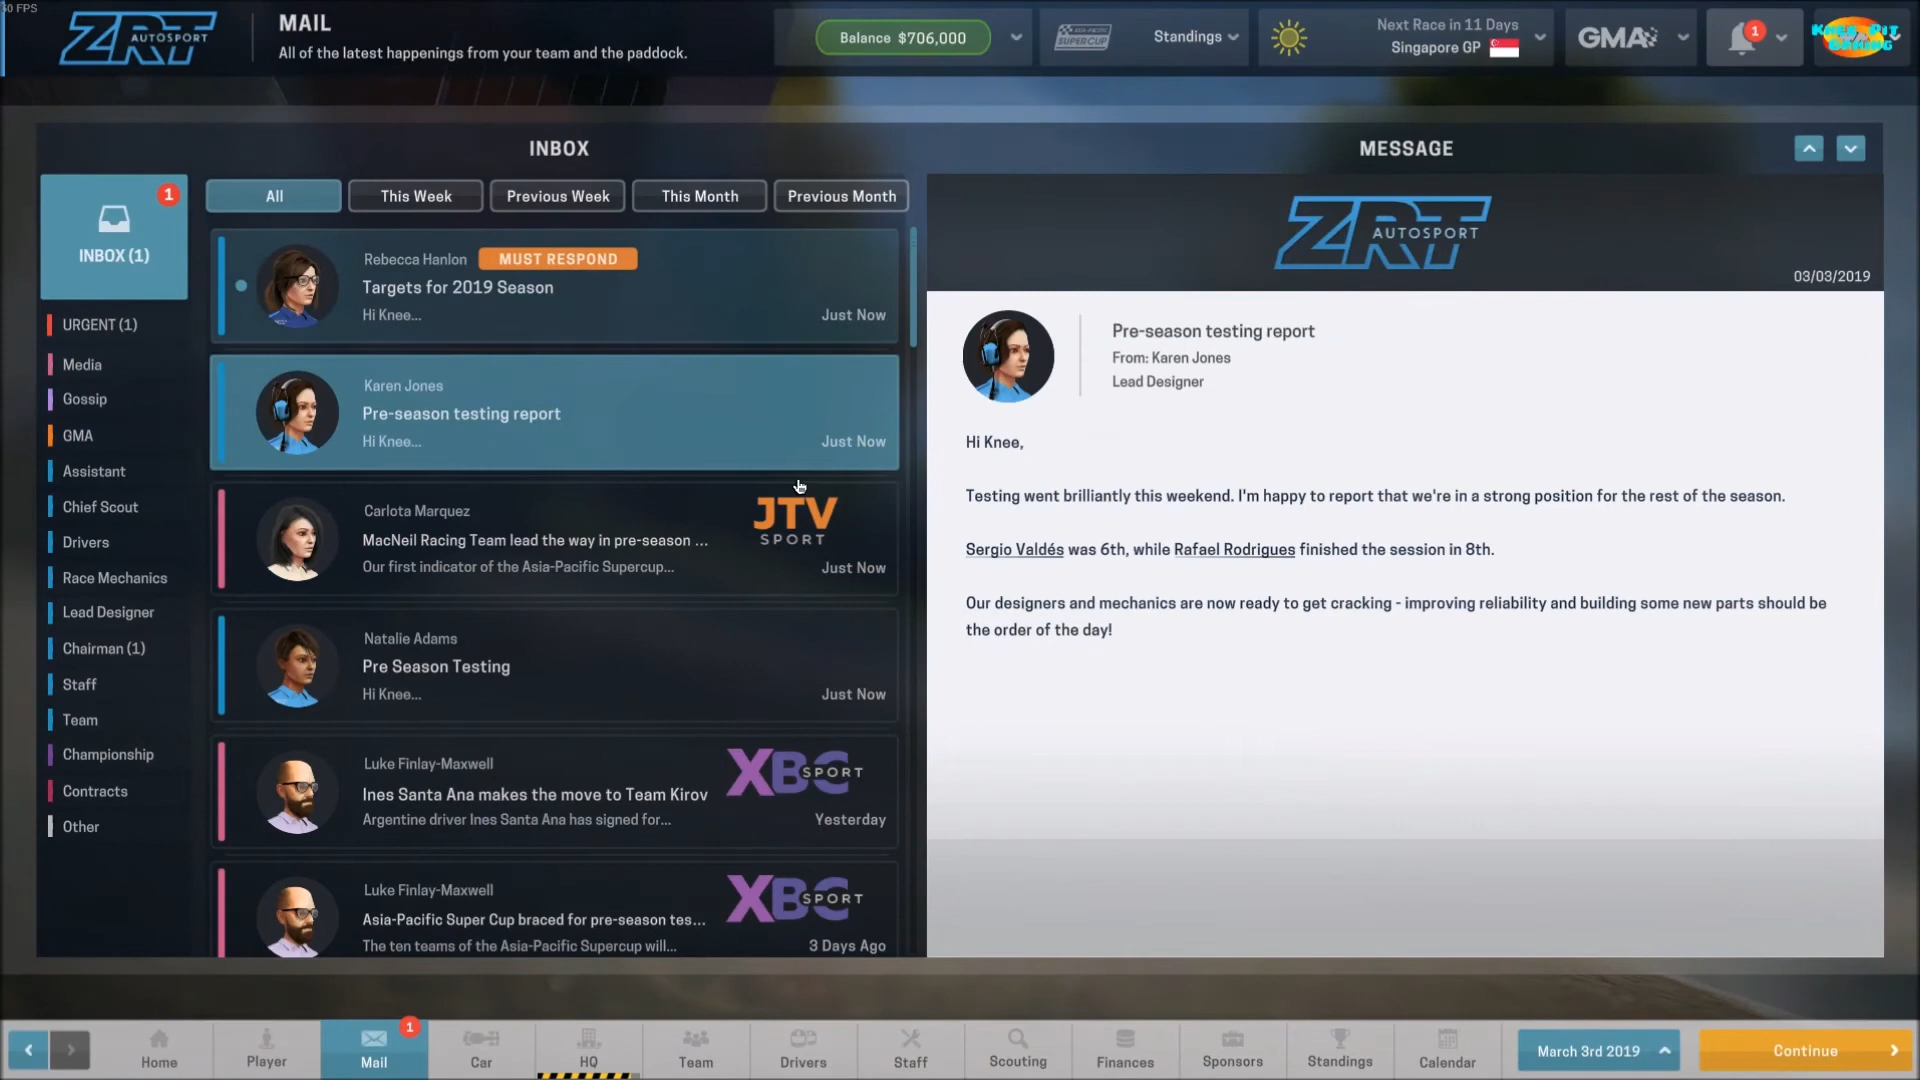 60 FPS
ZRT AUTOSPORT
MAIL
All of the latest happenings from your team and the paddock.
Balance $706,000
ASIA-PACIFIC SUPERCUP
Standings
Next Race in 11 Days
Singapore GP
GMA
1
Knee Pit Gaming
INBOX
MESSAGE
1
INBOX (1)
URGENT (1)
Media
Gossip
GMA
Assistant
Chief Scout
Drivers
Race Mechanics
Lead Designer
Chairman (1)
Staff
Team
Championship
Contracts
Other
All
This Week
Previous Week
This Month
Previous Month
Rebecca Hanlon
MUST RESPOND
Targets for 2019 Season
Hi Knee...
Just Now
Karen Jones
Pre-season testing report
Hi Knee...
Just Now
Carlota Marquez
JTV SPORT
MacNeil Racing Team lead the way in pre-season ...
Our first indicator of the Asia-Pacific Supercup...
Just Now
Natalie Adams
Pre Season Testing
Hi Knee...
Just Now
Luke Finlay-Maxwell
XBC SPORT
Ines Santa Ana makes the move to Team Kirov
Argentine driver Ines Santa Ana has signed for...
Yesterday
Luke Finlay-Maxwell
XBC SPORT
Asia-Pacific Super Cup braced for pre-season tes...
The ten teams of the Asia-Pacific Supercup will...
3 Days Ago
ZRT AUTOSPORT
03/03/2019
Pre-season testing report
From: Karen Jones
Lead Designer
Hi Knee,
Testing went brilliantly this weekend. I'm happy to report that we're in a strong position for the rest of the season.
Sergio Valdés was 6th, while Rafael Rodrigues finished the session in 8th.
Our designers and mechanics are now ready to get cracking - improving reliability and building some new parts should be
the order of the day!
Home
Player
1
Mail
Car
HQ
Team
Drivers
Staff
Scouting
Finances
Sponsors
Standings
Calendar
March 3rd 2019
Continue